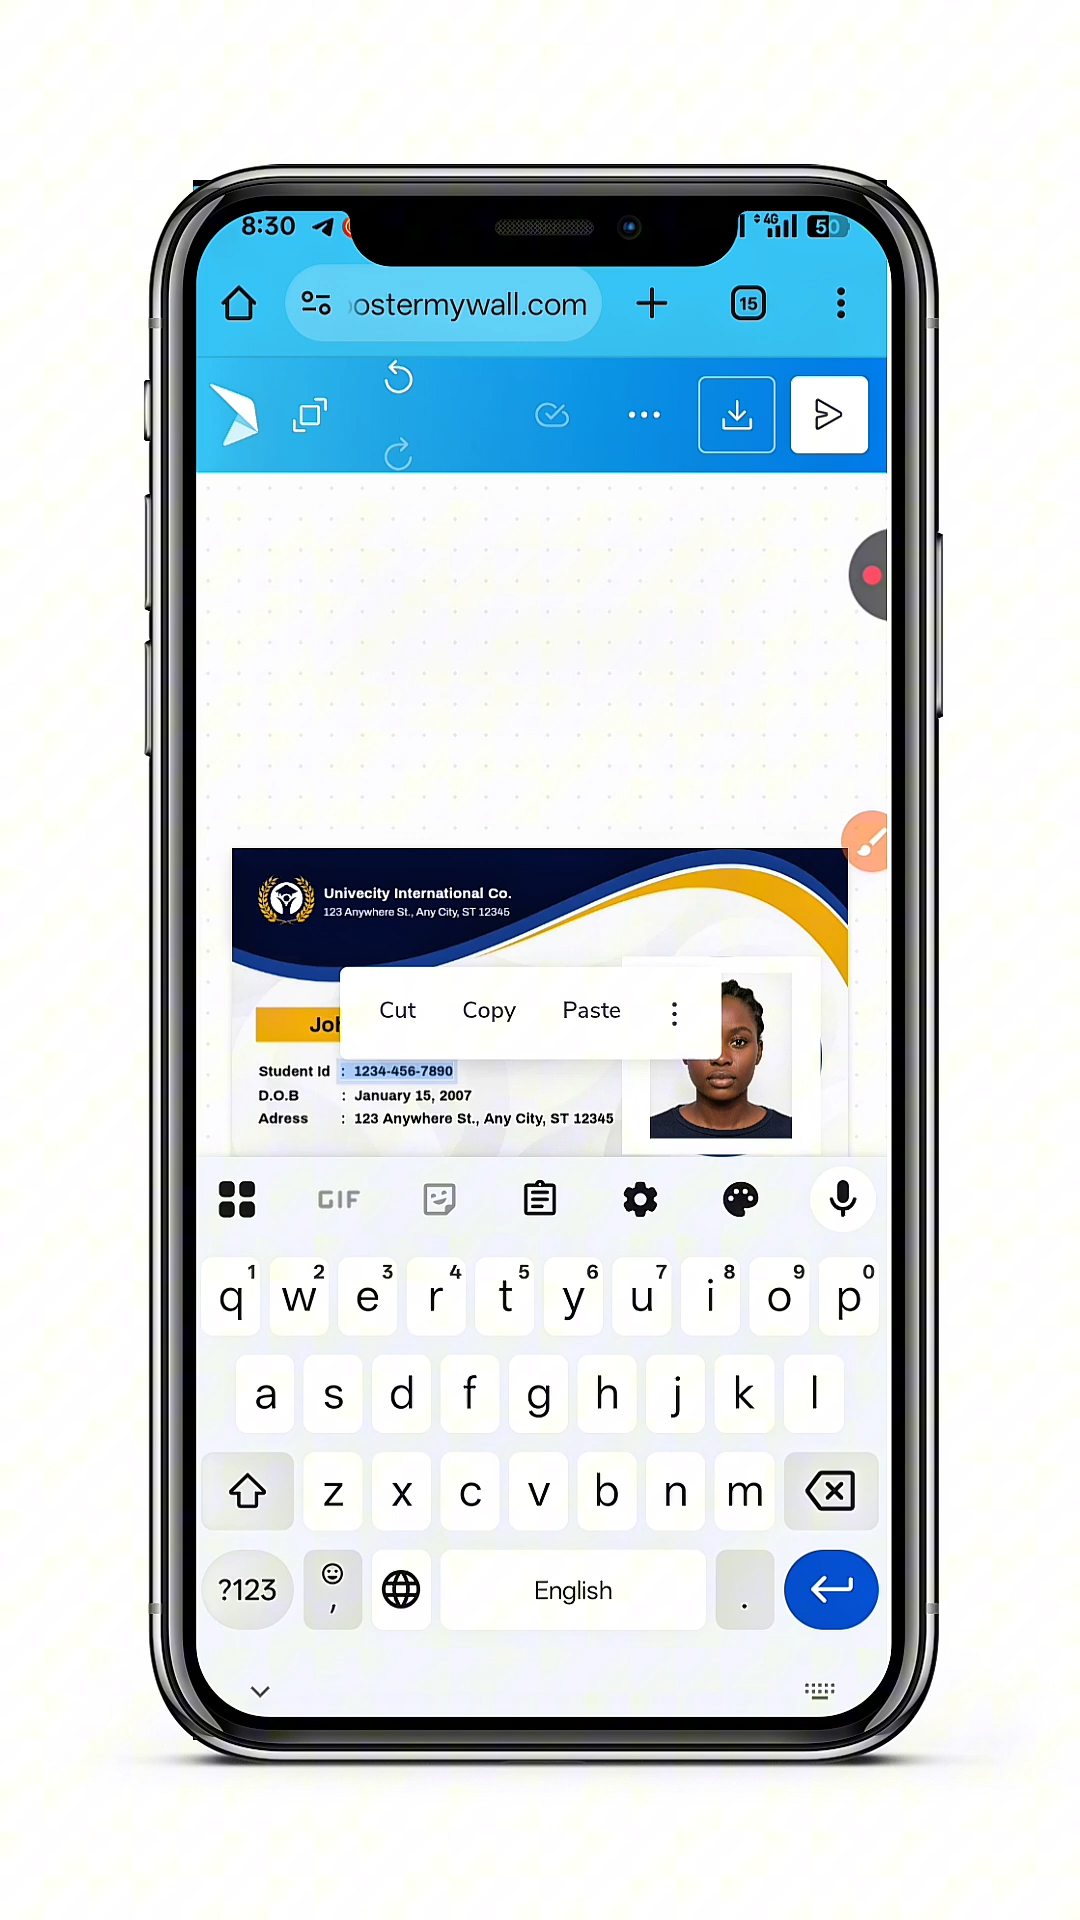 8:30
4G
50
ostermywall.com
15
Univecity International Co.
123 Anywhere St., Any City, ST 12345
Cut Copy Paste
Student Id : 1234-456-7890
D.O.B : January 15, 2007
Adress : 123 Anywhere St., Any City, ST 12345
GIF
1 2 3 4 5 6 7 8 9 0
q w e r t y u i o p
a s d f g h j k l
z x c v b n m
?123 , English .